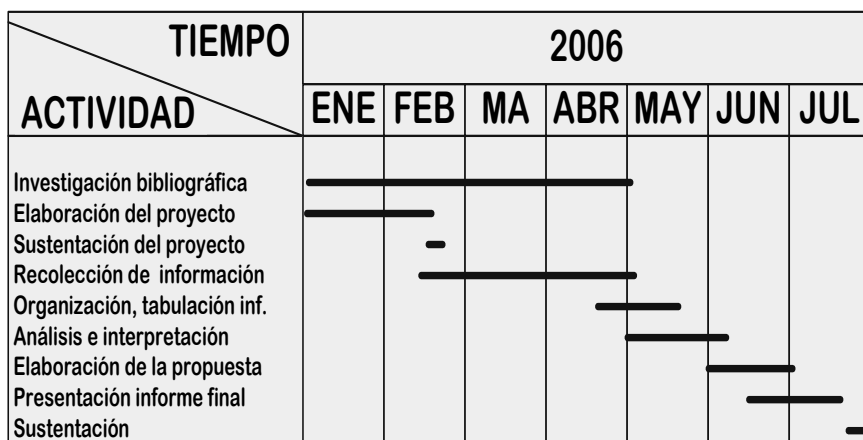 TIEMPO
2006
ACTIVIDAD
ENE FEB MA ABR MAY JUN JUL
Investigación bibliográfica
Elaboración del proyecto
Sustentación del proyecto
Recolección de información
Organización, tabulación inf.
Análisis e interpretación
Elaboración de la propuesta
Presentación informe final
Sustentación